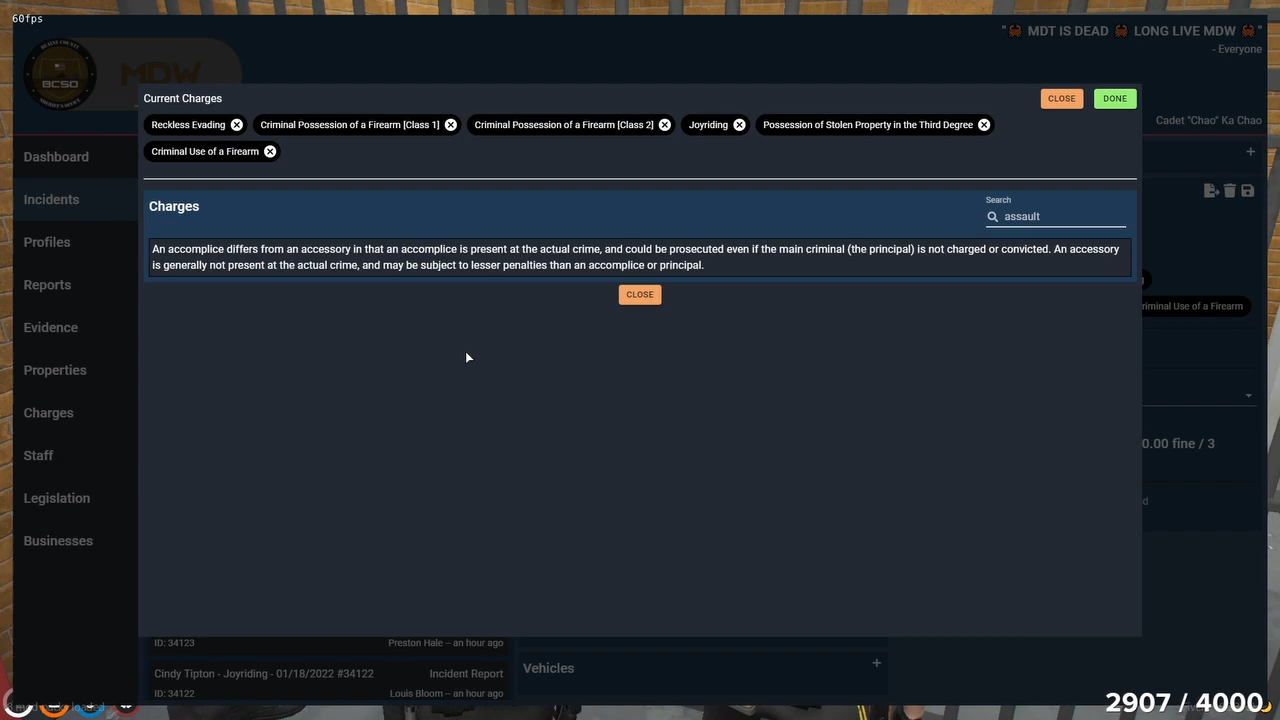 60fps
" MDT IS DEAD LONG LIVE MDW "
- Everyone
BLAINE COUNTY
BCSO
SHERIFF'S OFFICE
MDW
Current Charges
CLOSE
DONE
Reckless Evading
Criminal Possession of a Firearm [Class 1]
Criminal Possession of a Firearm [Class 2]
Joyriding
Possession of Stolen Property in the Third Degree
Cadet "Chao" Ka Chao
Criminal Use of a Firearm
Dashboard
Incidents
Profiles
Reports
Evidence
Properties
Charges
Staff
Legislation
Businesses
Charges
Search
assault
An accomplice differs from an accessory in that an accomplice is present at the actual crime, and could be prosecuted even if the main criminal (the principal) is not charged or convicted. An accessory
is generally not present at the actual crime, and may be subject to lesser penalties than an accomplice or principal.
CLOSE
riminal Use of a Firearm
0.00 fine / 3
ID: 34123
Preston Hale – an hour ago
Cindy Tipton - Joyriding - 01/18/2022 #34122
Incident Report
ID: 34122
Louis Bloom – an hour ago
Vehicles
2907 / 4000